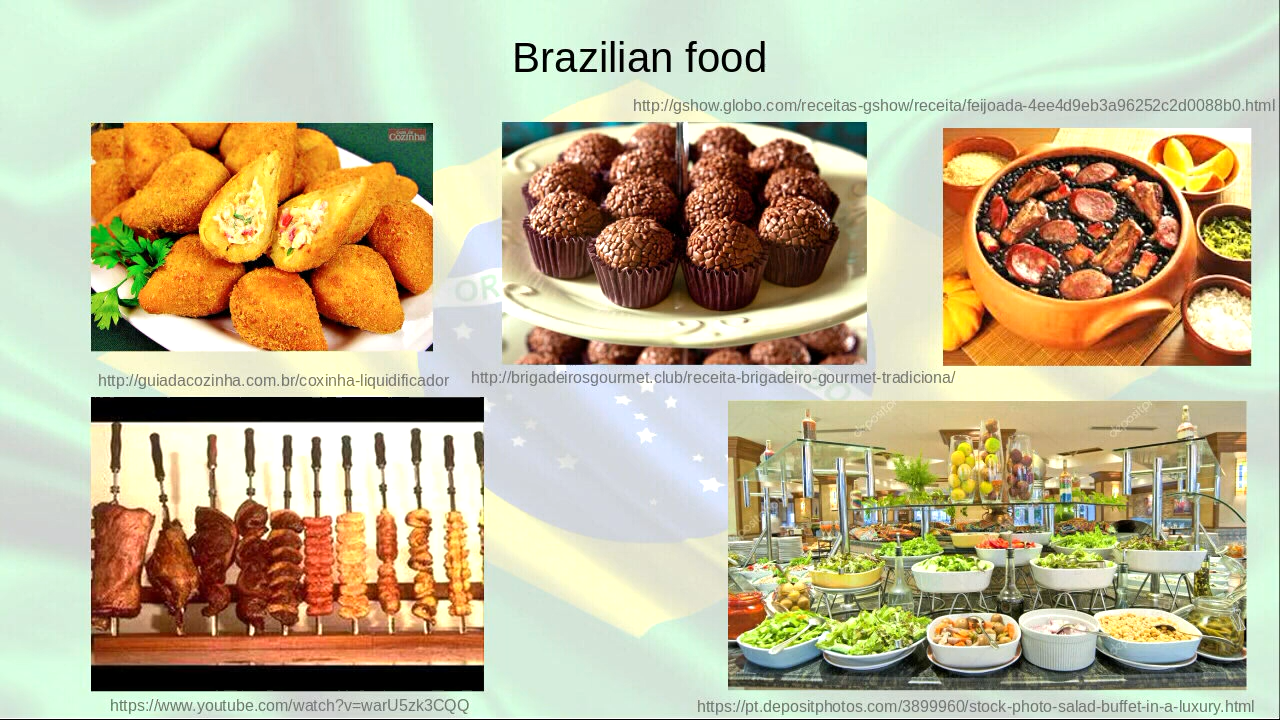 Brazilian food
http://gshow.globo.com/receitas-gshow/receita/feijoada-4ee4d9eb3a96252c2d0088b0.html
Cozinha
OR
http://guiadacozinha.com.br/coxinha-liquidificador
http://brigadeirosgourmet.club/receita-brigadeiro-gourmet-tradiciona/
https://www.youtube.com/watch?v=warU5zk3CQQ
https://pt.depositphotos.com/3899960/stock-photo-salad-buffet-in-a-luxury.html